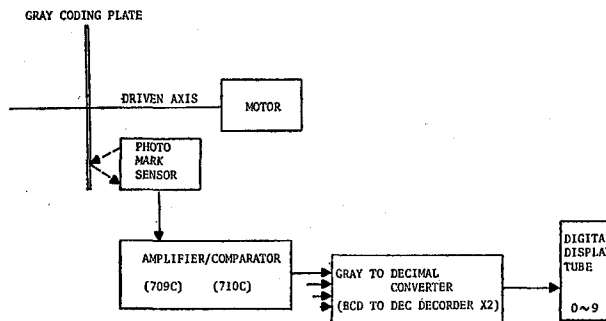 GRAY CODING PLATE
DRIVEN AXIS
MOTOR
PHOTO
MARK
SENSOR
AMPLIFIER/COMPARATOR
(709C) (710C)
GRAY TO DECIMAL
CONVERTER
(BCD TO DEC DECORDER X2)
DIGITA
DISPLA
TUBE
0~9